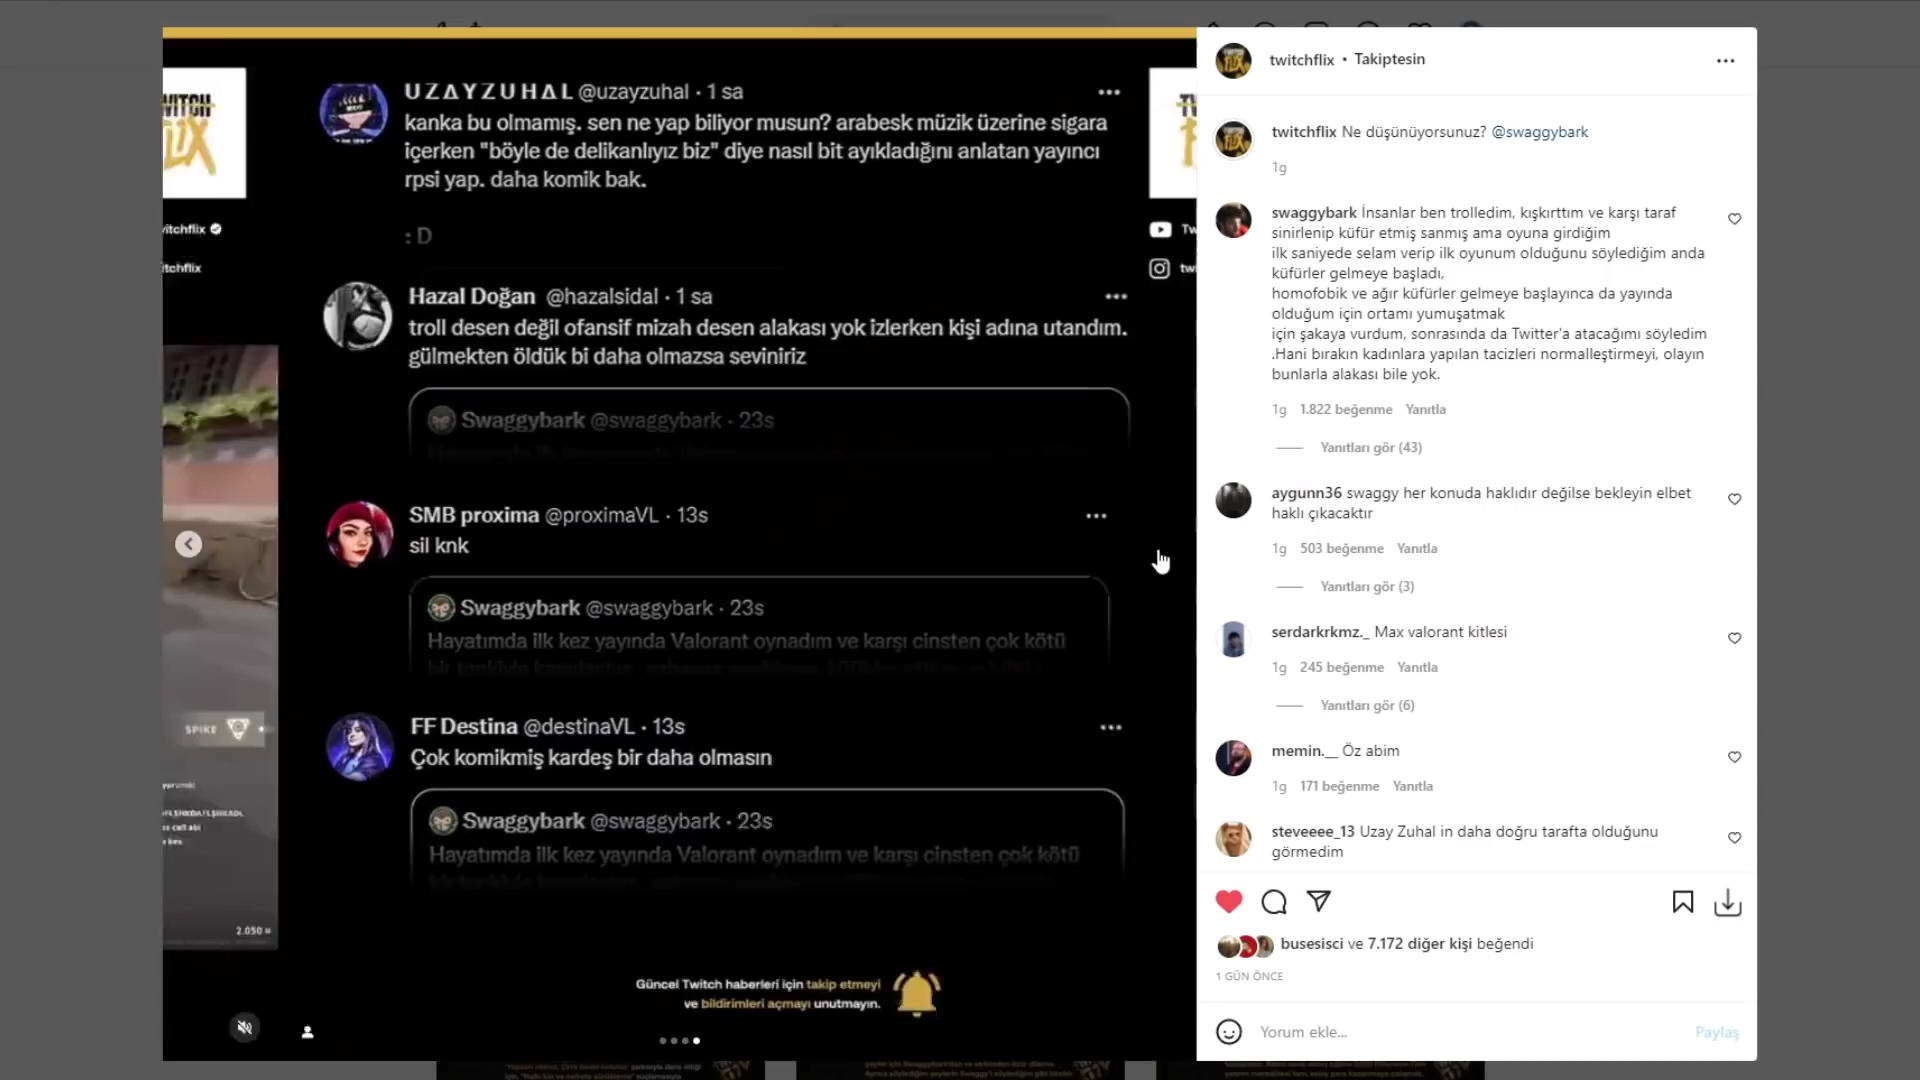 UZAYZUHAL @uzayzuhal · 1 sa
kanka bu olmamış. sen ne yap biliyor musun? arabesk müzik üzerine sigara
içerken "böyle de delikanlıyız biz" diye nasıl bit ayıkladığını anlatan yayıncı
rpsi yap. daha komik bak.
: D
Hazal Doğan @hazalsidal · 1 sa
troll desen değil ofansif mizah desen alakası yok izlerken kişi adına utandım.
gülmekten öldük bi daha olmazsa seviniriz
Swaggybark @swaggybark · 23s
SMB proxima @proximaVL · 13s
sil knk
Swaggybark @swaggybark · 23s
Hayatımda ilk kez yayında Valorant oynadım ve karşı cinsten çok kötü
FF Destina @destinaVL · 13s
Çok komikmiş kardeş bir daha olmasın
Swaggybark @swaggybark · 23s
Hayatımda ilk kez yayında Valorant oynadım ve karşı cinsten çok kötü
SPIKE
2.050
Güncel Twitch haberleri için takip etmeyi
ve bildirimleri açmayı unutmayın.
twitchflix • Takiptesin
twitchflix Ne düşünüyorsunuz? @swaggybark
1g
swaggybark İnsanlar ben trolledim, kışkırttım ve karşı taraf
sinirlenip küfür etmiş sanmış ama oyuna girdiğim
ilk saniyede selam verip ilk oyunum olduğunu söylediğim anda
küfürler gelmeye başladı,
homofobik ve ağır küfürler gelmeye başlayınca da yayında
olduğum için ortamı yumuşatmak
için şakaya vurdum, sonrasında da Twitter'a atacağımı söyledim
.Hani bırakın kadınlara yapılan tacizleri normalleştirmeyi, olayın
bunlarla alakası bile yok.
1g 1.822 beğenme Yanıtla
Yanıtları gör (43)
aygunn36 swaggy her konuda haklıdır değilse bekleyin elbet
haklı çıkacaktır
1g 503 beğenme Yanıtla
Yanıtları gör (3)
serdarkrkmz._ Max valorant kitlesi
1g 245 beğenme Yanıtla
Yanıtları gör (6)
memin.__ Öz abim
1g 171 beğenme Yanıtla
steveeee_13 Uzay Zuhal in daha doğru tarafta olduğunu
görmedim
busesisci ve 7.172 diğer kişi beğendi
1 GÜN ÖNCE
Yorum ekle...
Paylaş